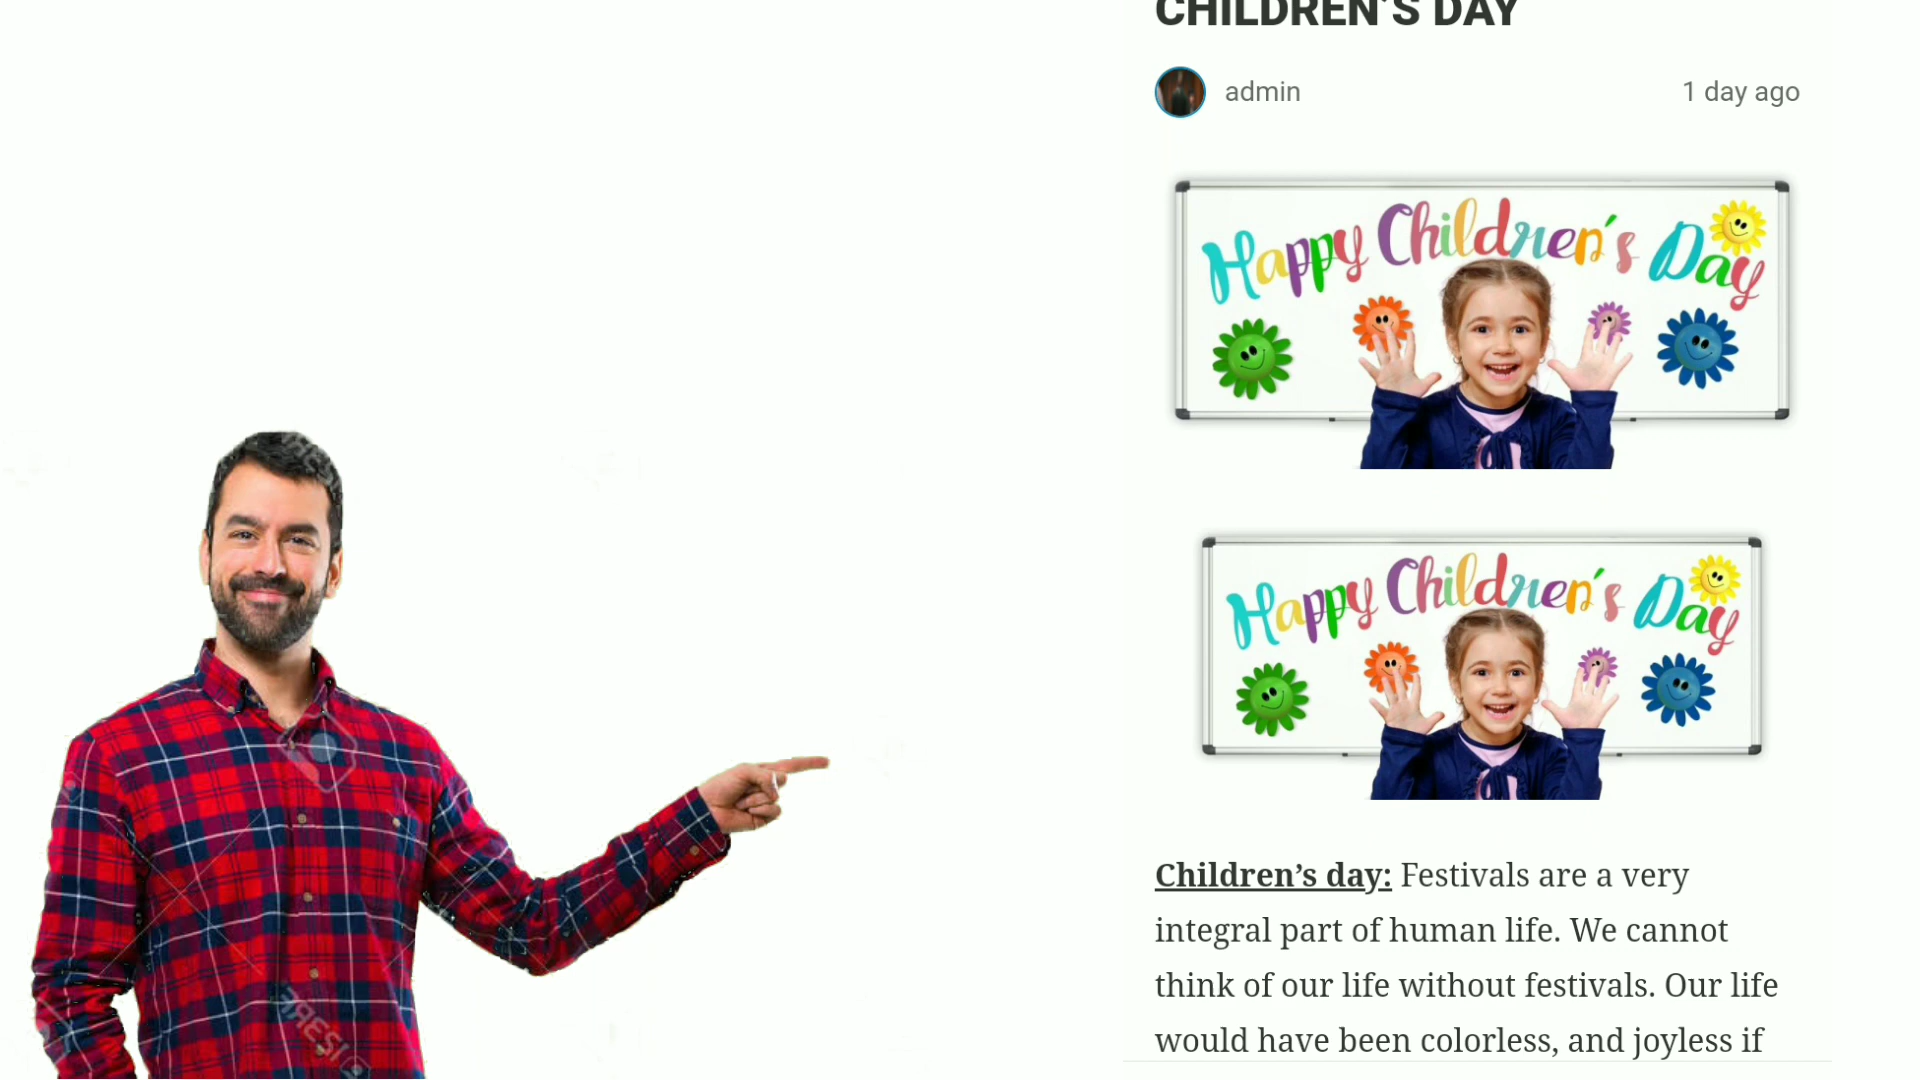 CHILDREN'S DAY
admin
1 day ago
Happy Children's Day
Happy Children's Day
Children’s day: Festivals are a very
integral part of human life. We cannot
think of our life without festivals. Our life
would have been colorless, and joyless if